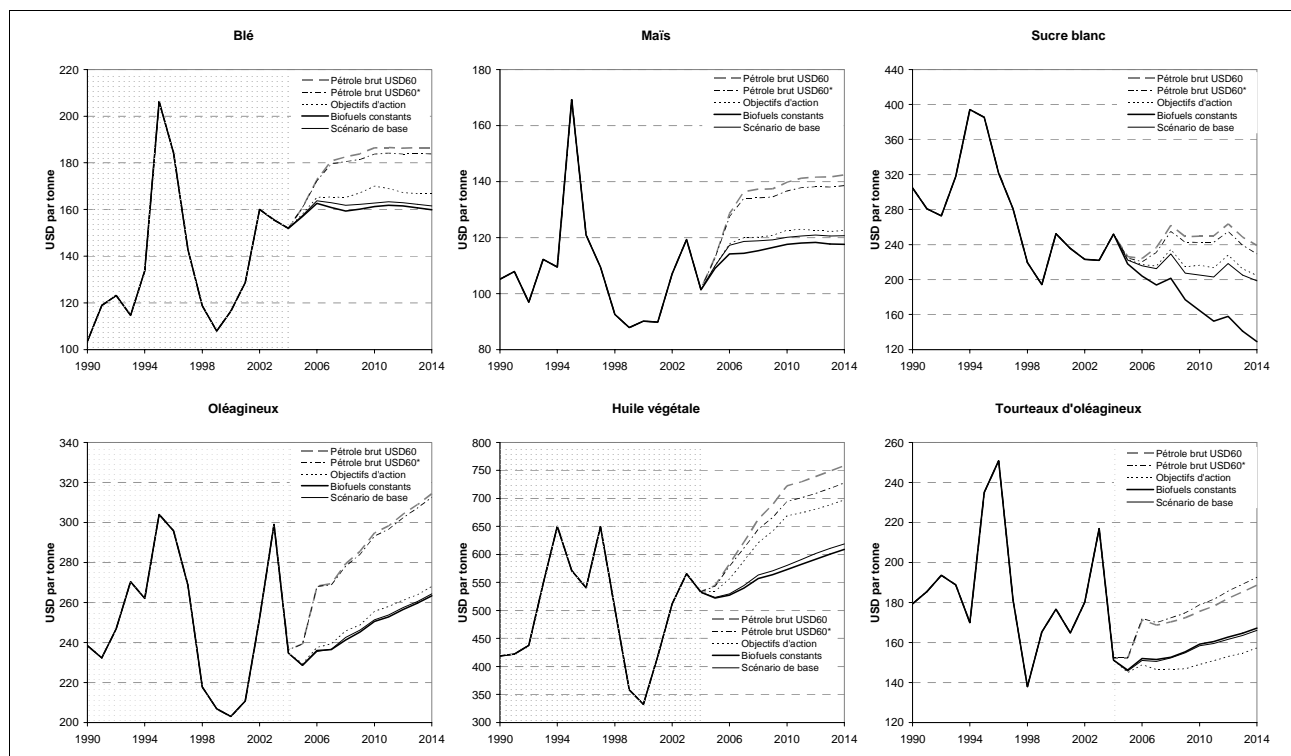 Blé
USD par tonne
220
200
180
160
140
120
100
1990 1994 1998 2002 2006 2010 2014
Pétrole brut USD60
Pétrole brut USD60*
Objectifs d'action
Biofuels constants
Scénario de base
Maïs
USD par tonne
180
160
140
120
100
80
1990 1994 1998 2002 2006 2010 2014
Pétrole brut USD60
Pétrole brut USD60*
Objectifs d'action
Biofuels constants
Scénario de base
Sucre blanc
USD par tonne
440
400
360
320
280
240
200
160
120
1990 1994 1998 2002 2006 2010 2014
Pétrole brut USD60
Pétrole brut USD60*
Objectifs d'action
Biofuels constants
Scénario de base
Oléagineux
USD par tonne
340
320
300
280
260
240
220
200
1990 1994 1998 2002 2006 2010 2014
Pétrole brut USD60
Pétrole brut USD60*
Objectifs d'action
Biofuels constants
Scénario de base
Huile végétale
USD par tonne
800
750
700
650
600
550
500
450
400
350
300
1990 1994 1998 2002 2006 2010 2014
Pétrole brut USD60
Pétrole brut USD60*
Objectifs d'action
Biofuels constants
Scénario de base
Tourteaux d'oléagineux
USD par tonne
260
240
220
200
180
160
140
120
1990 1994 1998 2002 2006 2010 2014
Pétrole brut USD60
Pétrole brut USD60*
Objectifs d'action
Biofuels constants
Scénario de base